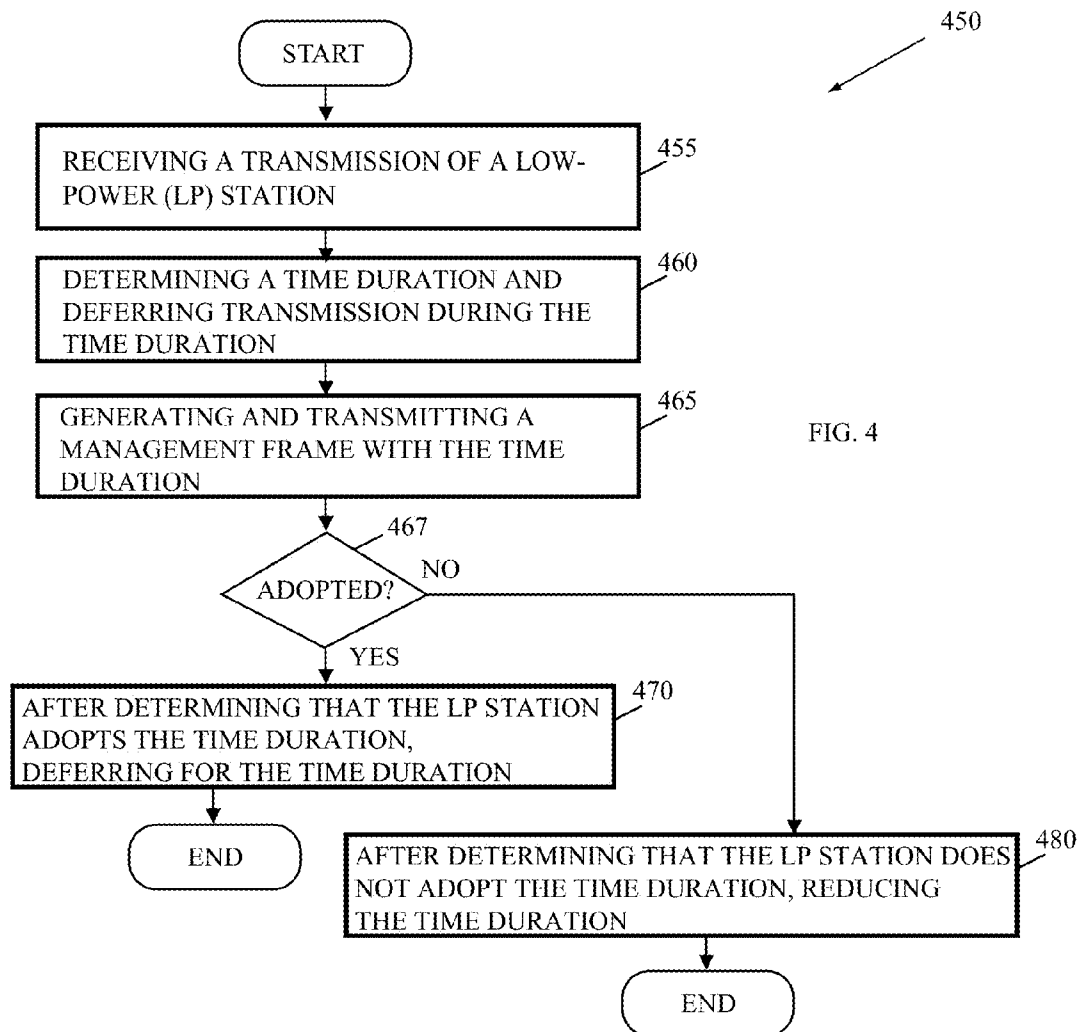 450
START
RECEIVING A TRANSMISSION OF A LOW-
POWER (LP) STATION
455
DETERMINING A TIME DURATION AND
DEFERRING TRANSMISSION DURING THE
TIME DURATION
460
GENERATING AND TRANSMITTING A
MANAGEMENT FRAME WITH THE TIME
DURATION
465
FIG. 4
467
ADOPTED?
NO
YES
AFTER DETERMINING THAT THE LP STATION
ADOPTS THE TIME DURATION,
DEFERRING FOR THE TIME DURATION
470
END
AFTER DETERMINING THAT THE LP STATION DOES
NOT ADOPT THE TIME DURATION, REDUCING
THE TIME DURATION
480
END